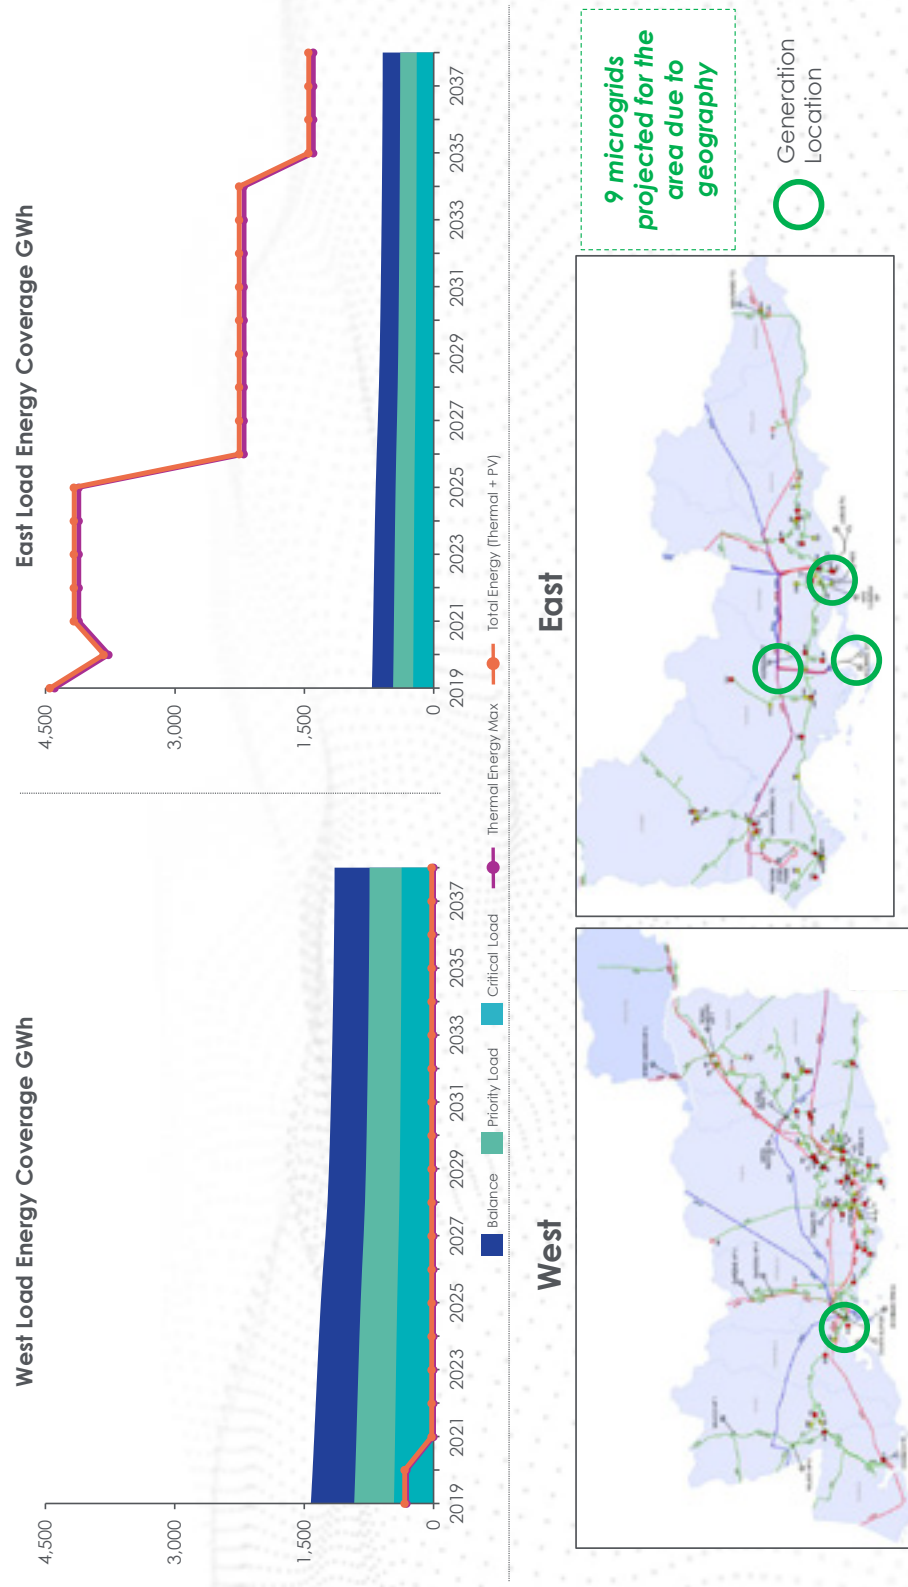 West Load Energy Coverage GWh
4,500
3,000
1,500
0
2019
2021
2023
2025
2027
2029
2031
2033
2035
2037
East Load Energy Coverage GWh
4,500
3,000
1,500
0
2019
2021
2023
2025
2027
2029
2031
2033
2035
2037
Balance
Priority Load
Critical Load
Thermal Energy Max
Total Energy (Thermal + PV)
West
East
9 microgrids
projected for the
area due to
geography
Generation
Location